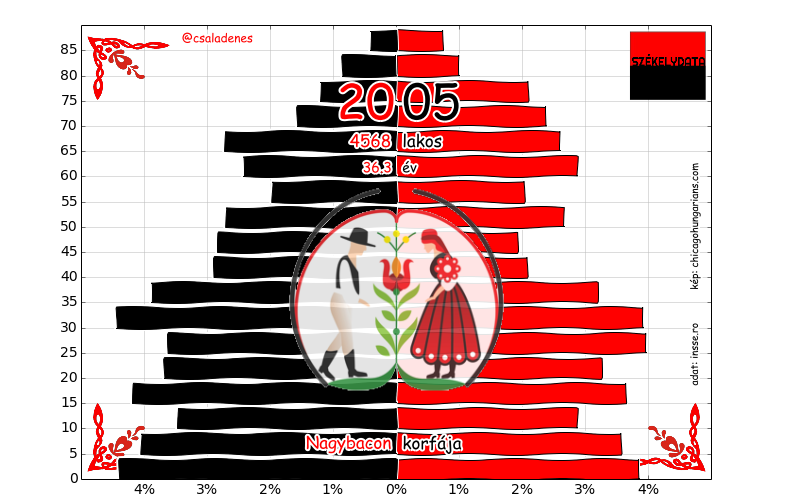 @csaladenes
SZÉKELYDATA
2005
4568 lakos
36.3 év
kép: chicagohungarians.com
adat: insse.ro
Nagybacon korfája
85
80
75
70
65
60
55
50
45
40
35
30
25
20
15
10
5
0
4% 3% 2% 1% 0% 1% 2% 3% 4%